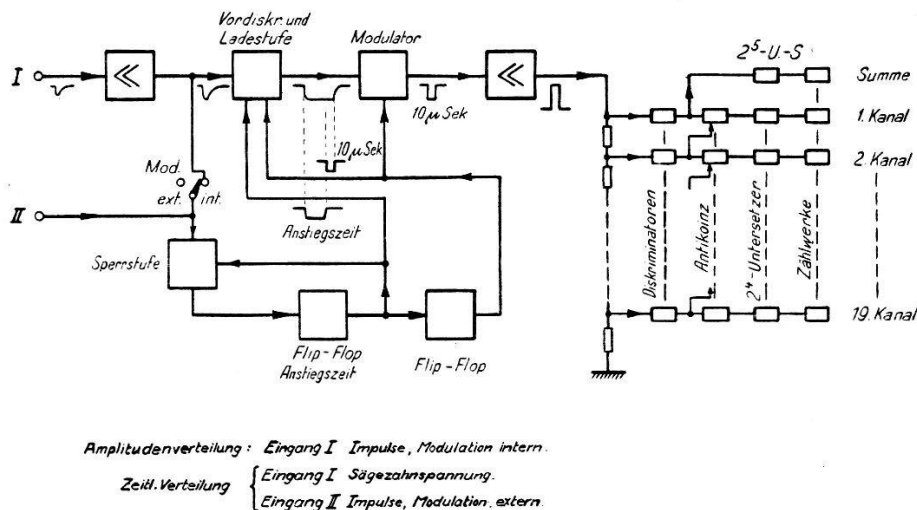 Vordiskr. und
Ladestufe
Modulator
2⁵-U.-S
Summe
I
10 μ Sek
1. Kanal
2. Kanal
10 μ Sek
Mod.
ext. int.
II
Anstiegszeit
Sperrstufe
Diskriminatoren
Antikoinz
2⁴-Untersetzer
Zählwerke
19. Kanal
Flip-Flop
Anstiegszeit
Flip-Flop
Amplitudenverteilung: Eingang I Impulse, Modulation intern.
Zeitl. Verteilung
Eingang I Sägezahnspannung.
Eingang II Impulse, Modulation extern.